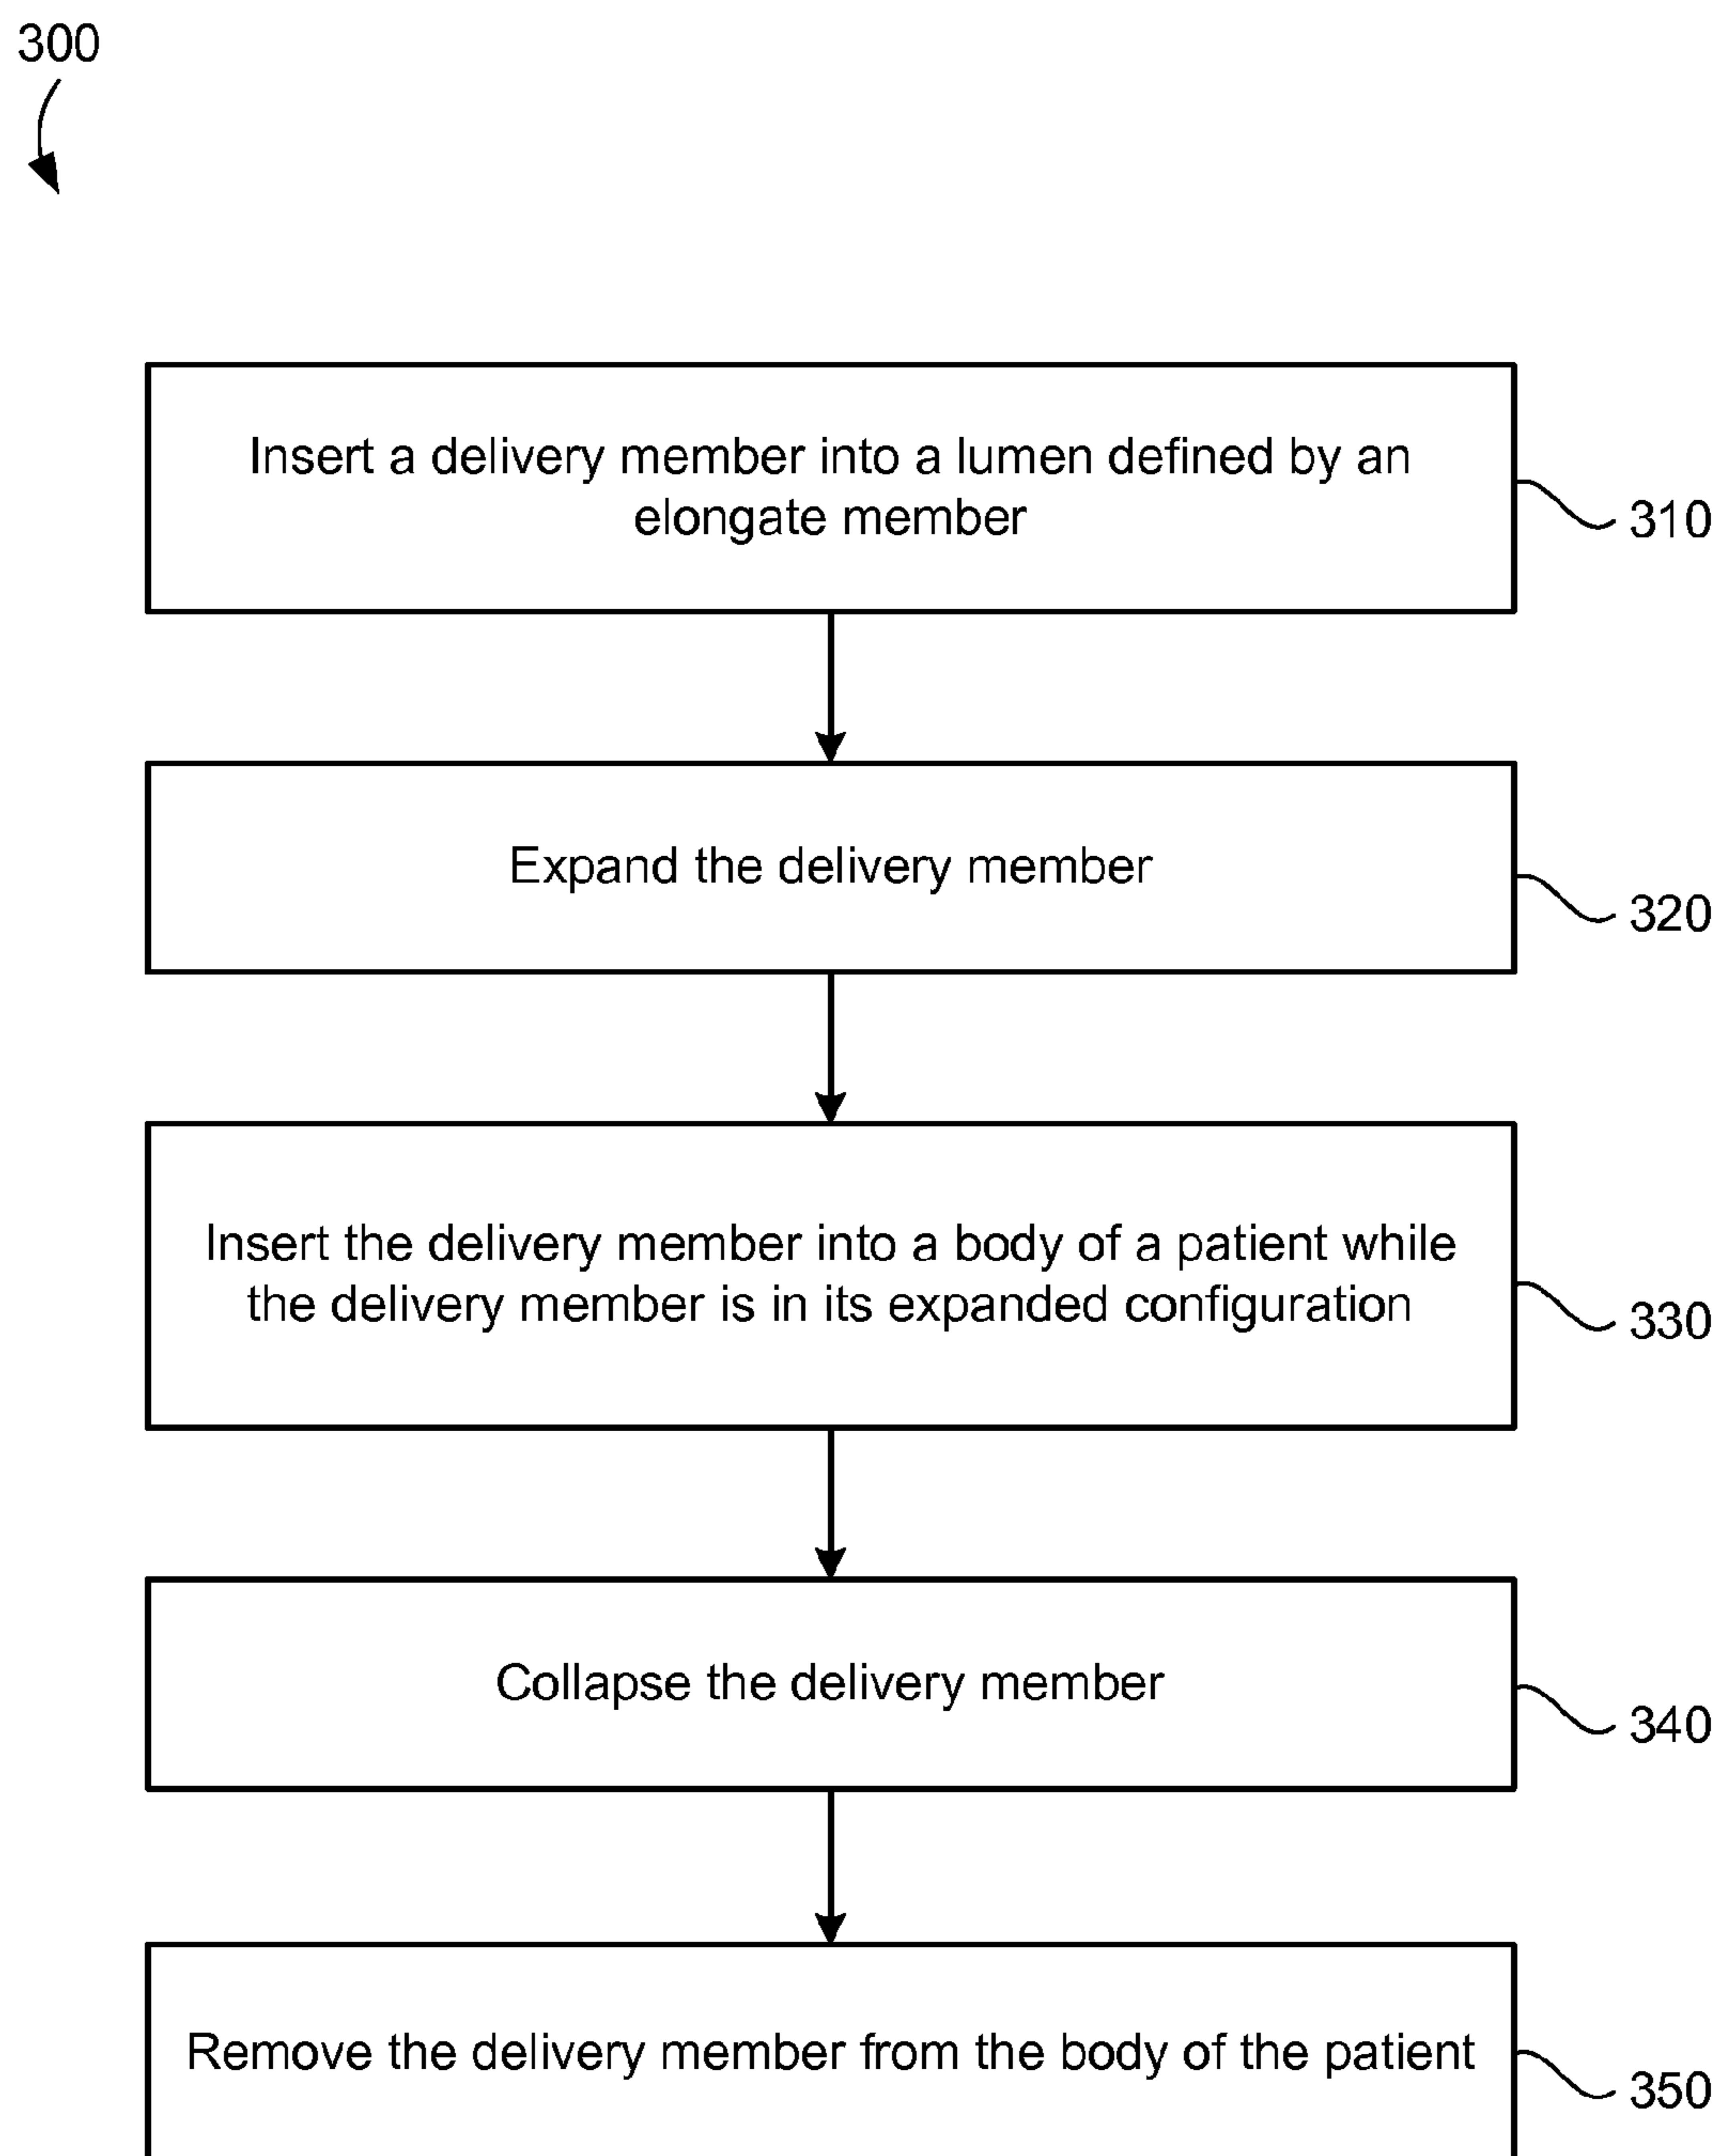 300
Insert a delivery member into a lumen defined by an
elongate member
310
Expand the delivery member
320
Insert the delivery member into a body of a patient while
the delivery member is in its expanded configuration
330
Collapse the delivery member
340
Remove the delivery member from the body of the patient
350